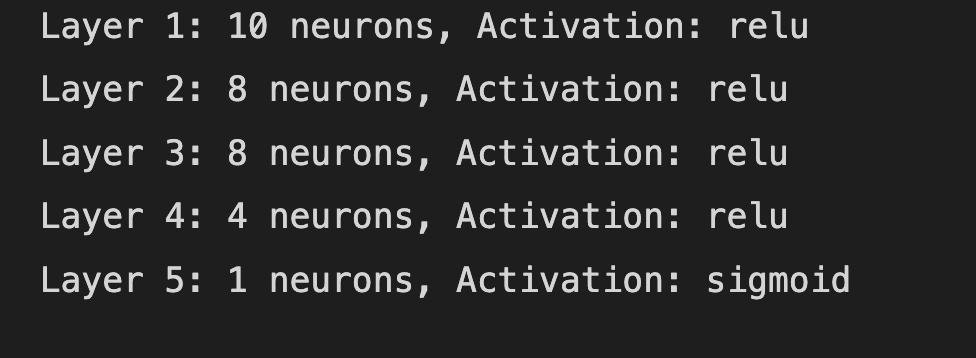 Layer 1: 10 neurons, Activation: relu
Layer 2: 8 neurons, Activation: relu
Layer 3: 8 neurons, Activation: relu
Layer 4: 4 neurons, Activation: relu
Layer 5: 1 neurons, Activation: sigmoid